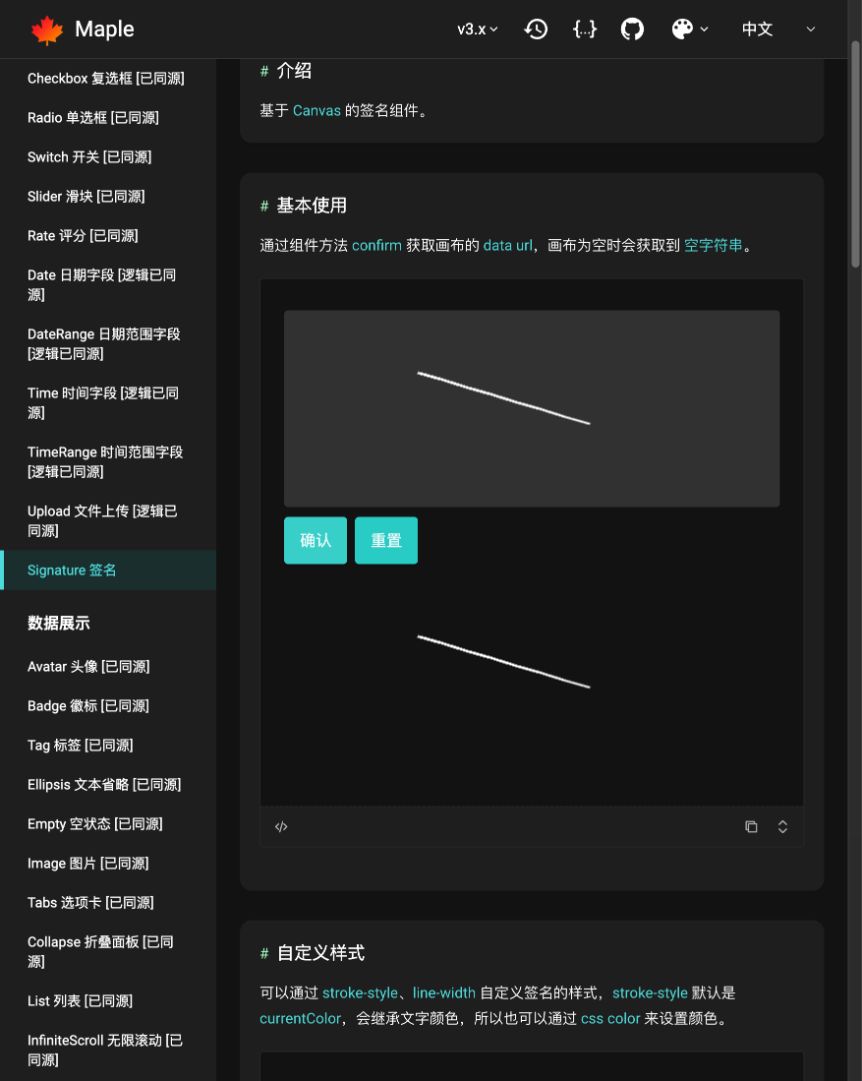 Maple
v3.x
{...}
中文
Checkbox 复选框 [已同源]
Radio 单选框 [已同源]
Switch 开关 [已同源]
Slider 滑块 [已同源]
Rate 评分 [已同源]
Date 日期字段 [逻辑已同
源]
DateRange 日期范围字段
[逻辑已同源]
Time 时间字段 [逻辑已同
源]
TimeRange 时间范围字段
[逻辑已同源]
Upload 文件上传 [逻辑已
同源]
Signature 签名
数据展示
Avatar 头像 [已同源]
Badge 徽标 [已同源]
Tag 标签 [已同源]
Ellipsis 文本省略 [已同源]
Empty 空状态 [已同源]
Image 图片 [已同源]
Tabs 选项卡 [已同源]
Collapse 折叠面板 [已同
源]
List 列表 [已同源]
InfiniteScroll 无限滚动 [已
同源]
# 介绍
基于 Canvas 的签名组件。
# 基本使用
通过组件方法 confirm 获取画布的 data url，画布为空时会获取到 空字符串。
确认
重置
# 自定义样式
可以通过 stroke-style、line-width 自定义签名的样式，stroke-style 默认是
currentColor，会继承文字颜色，所以也可以通过 css color 来设置颜色。